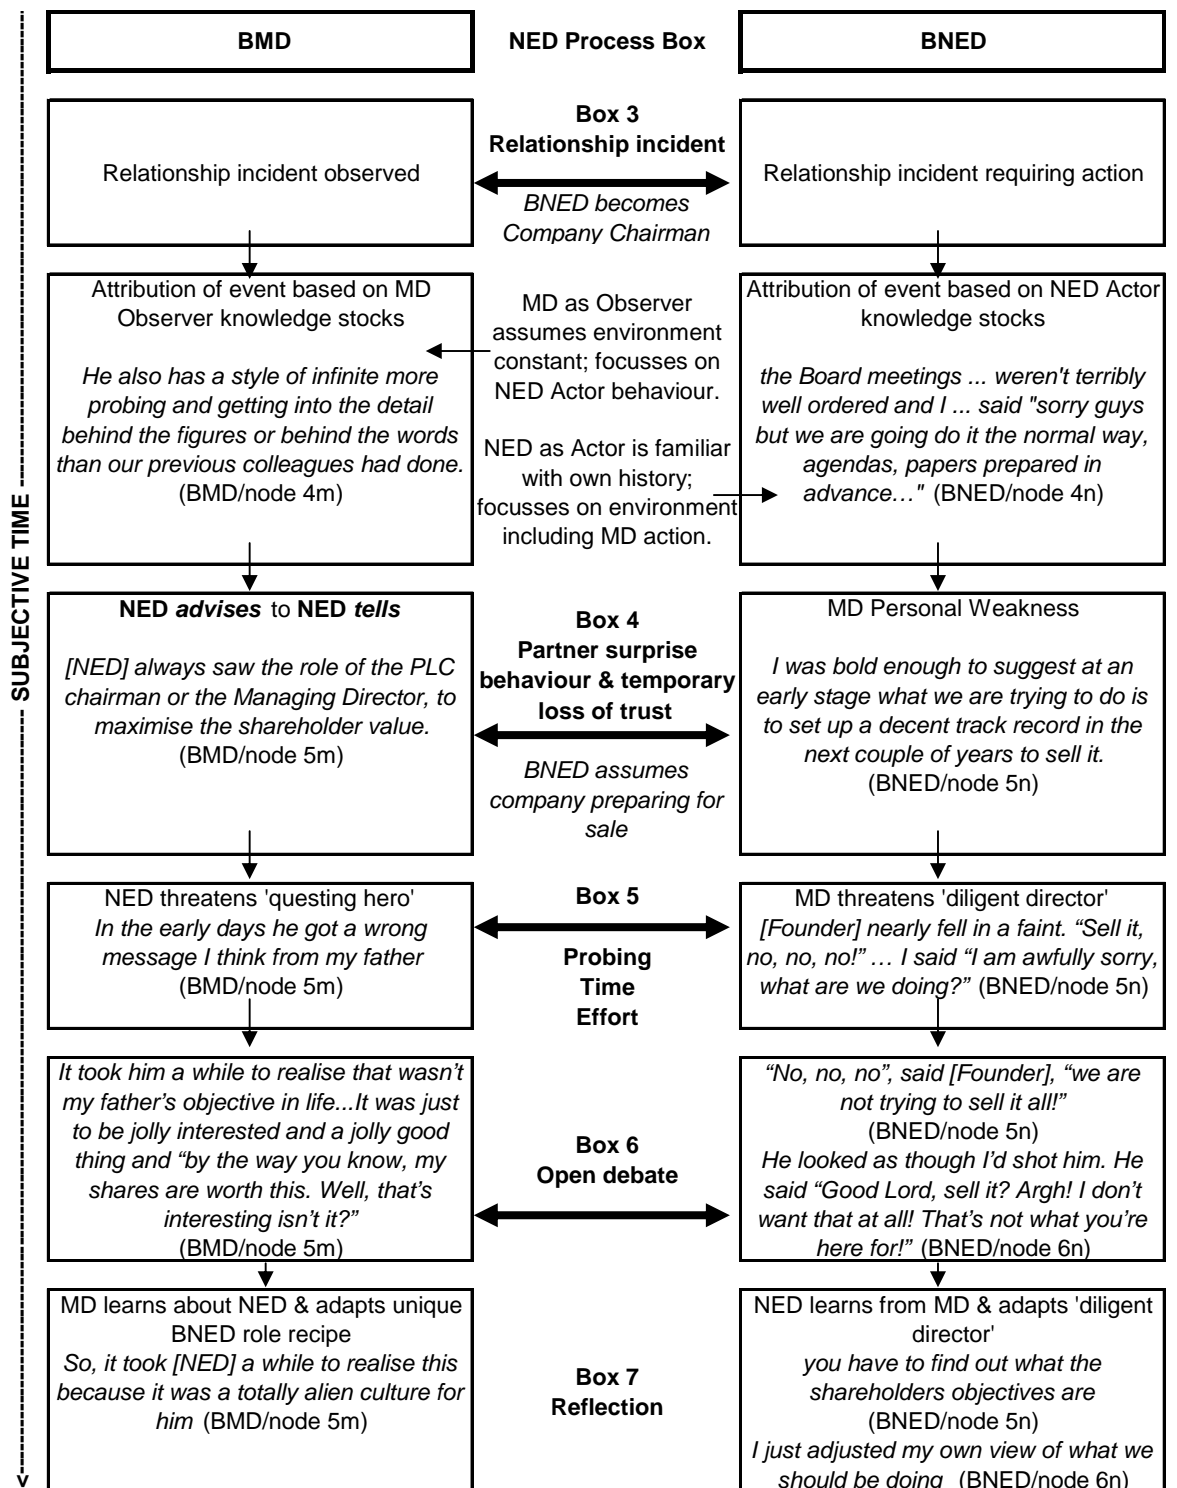 BMD
NED Process Box
BNED
Box 3
Relationship incident
Relationship incident observed
Relationship incident requiring action
BNED becomes
Company Chairman
Attribution of event based on MD
Observer knowledge stocks
He also has a style of infinite more
probing and getting into the detail
behind the figures or behind the words
than our previous colleagues had done.
(BMD/node 4m)
MD as Observer
assumes environment
constant; focusses on
NED Actor behaviour.
NED as Actor is familiar
with own history;
focusses on environment
including MD action.
Attribution of event based on NED Actor
knowledge stocks
the Board meetings ... weren't terribly
well ordered and I ... said "sorry guys
but we are going do it the normal way,
agendas, papers prepared in
advance…" (BNED/node 4n)
SUBJECTIVE TIME
NED advises to NED tells
[NED] always saw the role of the PLC
chairman or the Managing Director, to
maximise the shareholder value.
(BMD/node 5m)
Box 4
Partner surprise
behaviour & temporary
loss of trust
BNED assumes
company preparing for
sale
MD Personal Weakness
I was bold enough to suggest at an
early stage what we are trying to do is
to set up a decent track record in the
next couple of years to sell it.
(BNED/node 5n)
NED threatens 'questing hero'
In the early days he got a wrong
message I think from my father
(BMD/node 5m)
Box 5
Probing
Time
Effort
MD threatens 'diligent director'
[Founder] nearly fell in a faint. “Sell it,
no, no, no!” … I said “I am awfully sorry,
what are we doing?” (BNED/node 5n)
It took him a while to realise that wasn’t
my father’s objective in life...It was just
to be jolly interested and a jolly good
thing and “by the way you know, my
shares are worth this. Well, that’s
interesting isn’t it?”
(BMD/node 5m)
Box 6
Open debate
“No, no, no”, said [Founder], “we are
not trying to sell it all!”
(BNED/node 5n)
He looked as though I’d shot him. He
said “Good Lord, sell it? Argh! I don’t
want that at all! That’s not what you’re
here for!” (BNED/node 6n)
MD learns about NED & adapts unique
BNED role recipe
So, it took [NED] a while to realise this
because it was a totally alien culture for
him (BMD/node 5m)
Box 7
Reflection
NED learns from MD & adapts 'diligent
director'
you have to find out what the
shareholders objectives are
(BNED/node 5n)
I just adjusted my own view of what we
should be doing (BNED/node 6n)